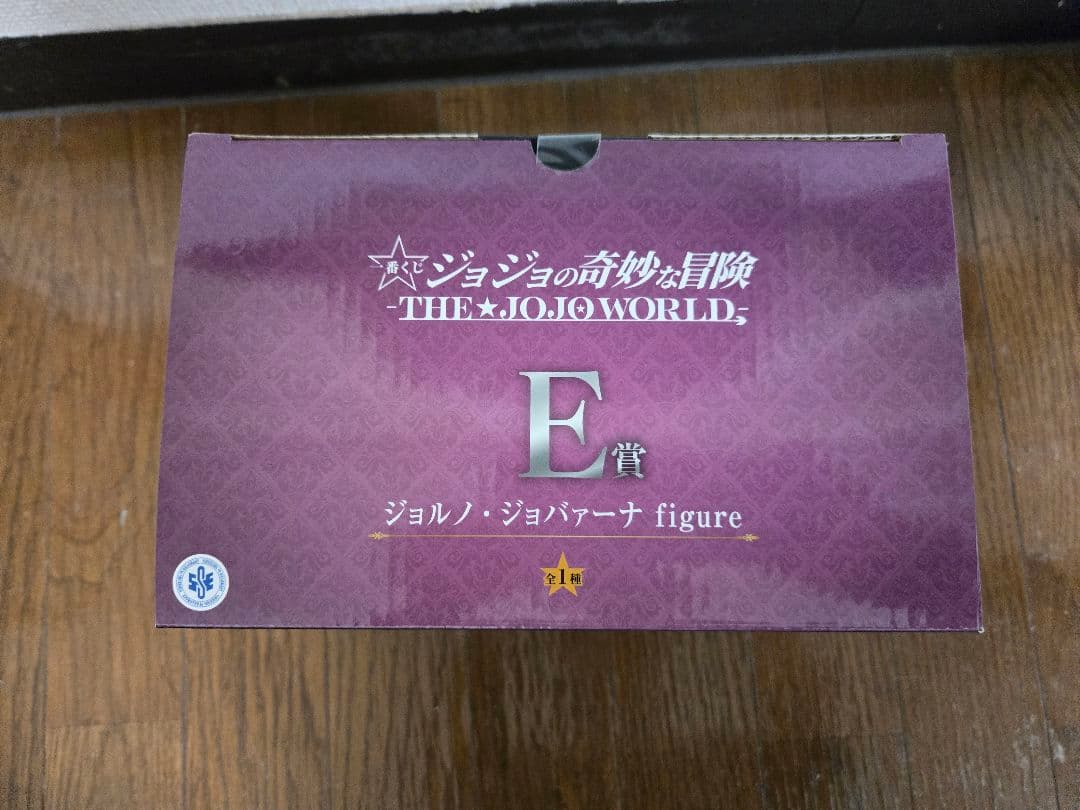 一番くじ ジョジョの奇妙な冒険
-THE★JOJO WORLD-
E賞
ジョルノ・ジョバァーナ figure
全1種